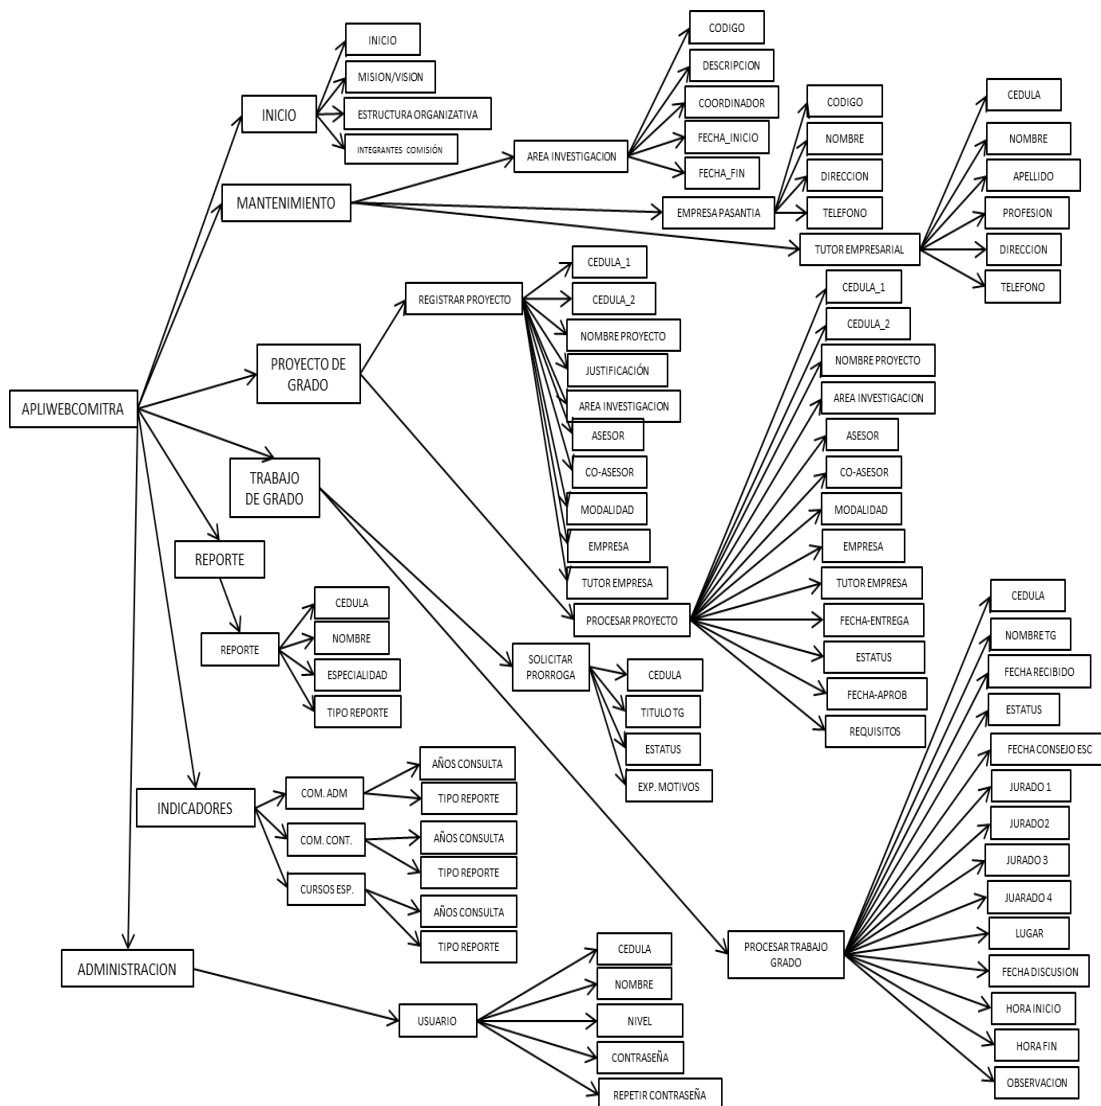 APLIWEBCOMITRA
INICIO
INICIO
MISION/VISION
ESTRUCTURA ORGANIZATIVA
INTEGRANTES COMISIÓN
MANTENIMIENTO
AREA INVESTIGACION
CODIGO
DESCRIPCION
COORDINADOR
FECHA_INICIO
FECHA_FIN
EMPRESA PASANTIA
CODIGO
NOMBRE
DIRECCION
TELEFONO
TUTOR EMPRESARIAL
CEDULA
NOMBRE
APELLIDO
PROFESION
DIRECCION
TELEFONO
PROYECTO DE
GRADO
REGISTRAR PROYECTO
CEDULA_1
CEDULA_2
NOMBRE PROYECTO
JUSTIFICACIÓN
AREA INVESTIGACION
ASESOR
CO-ASESOR
MODALIDAD
EMPRESA
TUTOR EMPRESA
PROCESAR PROYECTO
CEDULA_1
CEDULA_2
NOMBRE PROYECTO
AREA INVESTIGACION
ASESOR
CO-ASESOR
MODALIDAD
EMPRESA
TUTOR EMPRESA
FECHA-ENTREGA
ESTATUS
FECHA-APROB
REQUISITOS
TRABAJO
DE GRADO
SOLICITAR
PRORROGA
CEDULA
TITULO TG
ESTATUS
EXP. MOTIVOS
PROCESAR TRABAJO
GRADO
CEDULA
NOMBRE TG
FECHA RECIBIDO
ESTATUS
FECHA CONSEJO ESC
JURADO 1
JURADO2
JURADO 3
JUARADO 4
LUGAR
FECHA DISCUSION
HORA INICIO
HORA FIN
OBSERVACION
REPORTE
REPORTE
CEDULA
NOMBRE
ESPECIALIDAD
TIPO REPORTE
INDICADORES
COM. ADM
AÑOS CONSULTA
TIPO REPORTE
COM. CONT.
AÑOS CONSULTA
TIPO REPORTE
CURSOS ESP.
AÑOS CONSULTA
TIPO REPORTE
ADMINISTRACION
USUARIO
CEDULA
NOMBRE
NIVEL
CONTRASEÑA
REPETIR CONTRASEÑA